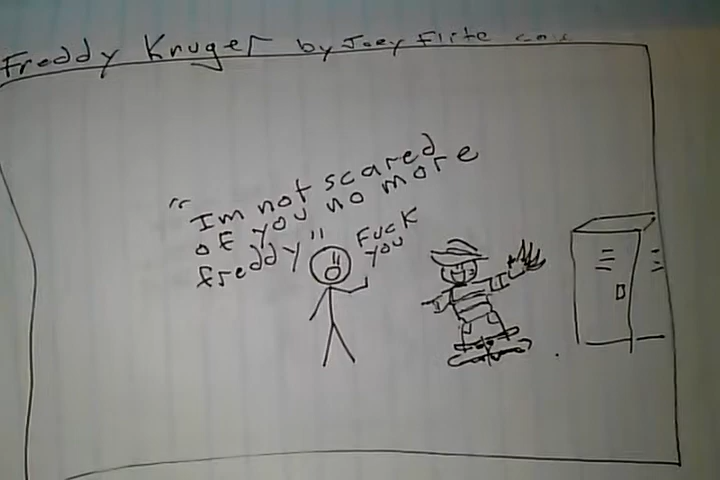 Freddy Kruger by Joey Flite
"Im not scared
of you no more
freddy"
Fuck
you